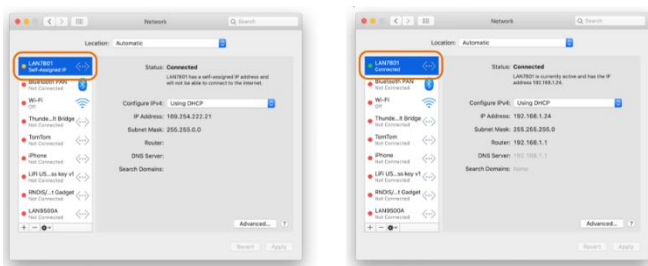 Network
Search
Location: Automatic
LAN7801
Self-Assigned IP
Bluetooth PAN
Not Connected
Wi-Fi
Off
Thunde...lt Bridge
Not Connected
TomTom
Not Connected
iPhone
Not Connected
LiFi US...ss key v1
Not Connected
RNDIS/...t Gadget
Not Connected
LAN9500A
Not Connected
Status: Connected
LAN7801 has a self-assigned IP address and
will not be able to connect to the internet.
Configure IPv4: Using DHCP
IP Address: 169.254.222.21
Subnet Mask: 255.255.0.0
Router:
DNS Server:
Search Domains:
Advanced...
?
Revert
Apply
Network
Search
Location: Automatic
LAN7801
Connected
Bluetooth PAN
Not Connected
Wi-Fi
Off
Thunde...lt Bridge
Not Connected
TomTom
Not Connected
iPhone
Not Connected
LiFi US...ss key v1
Not Connected
RNDIS/...t Gadget
Not Connected
LAN9500A
Not Connected
Status: Connected
LAN7801 is currently active and has the IP
address 192.168.1.24.
Configure IPv4: Using DHCP
IP Address: 192.168.1.24
Subnet Mask: 255.255.255.0
Router: 192.168.1.1
DNS Server: 192.168.1.1
Search Domains: home
Advanced...
?
Revert
Apply